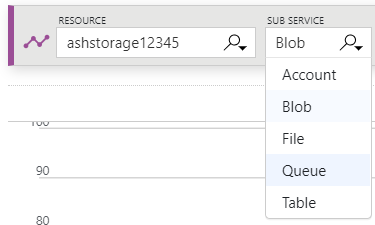 RESOURCE
SUB SERVICE
ashstorage12345
Blob
Account
Blob
File
Queue
Table
100
90
80